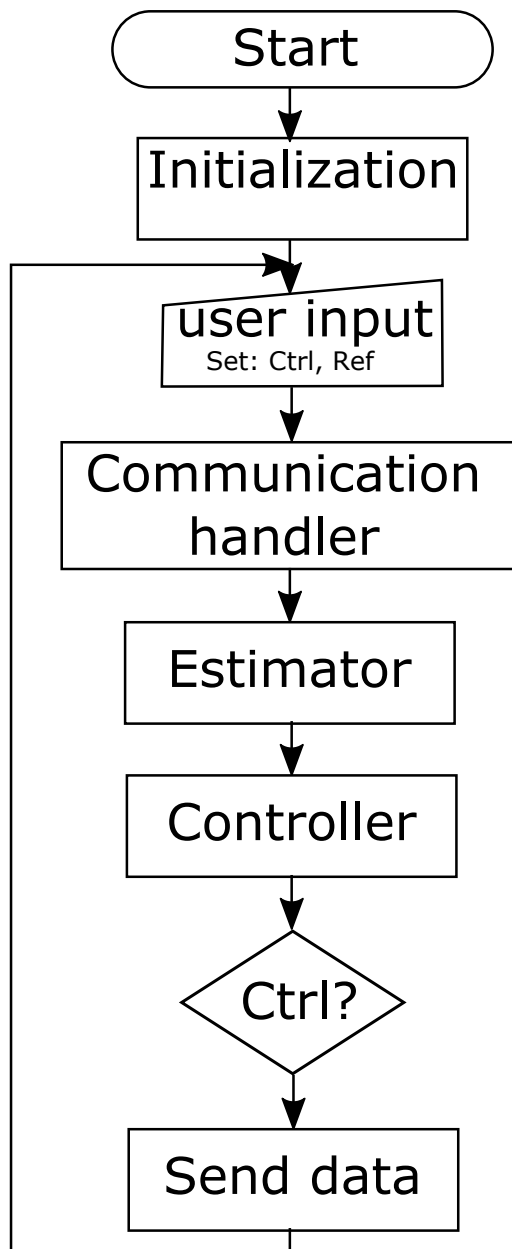 Start
Initialization
user input
Set: Ctrl, Ref
Communication
handler
Estimator
Controller
Ctrl?
Send data